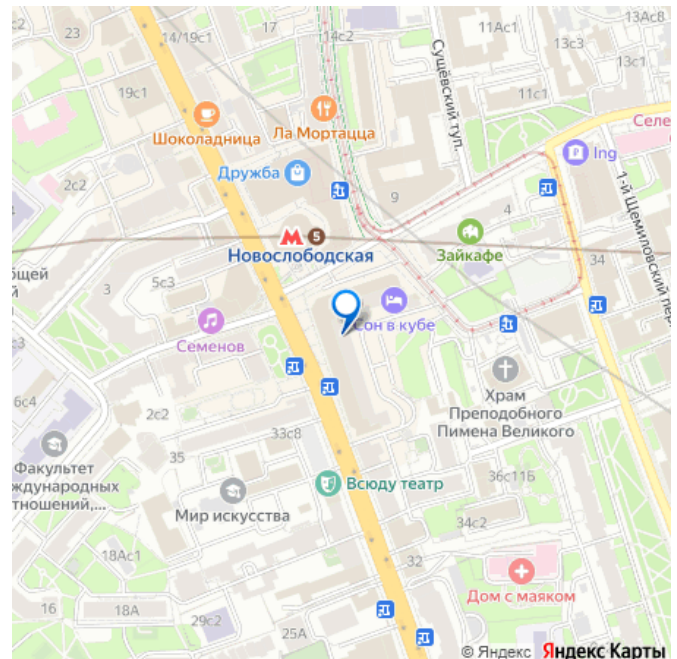 13Ас8
23
27
14с2
11Ас1
14/19с1
13с3
13с1
Сущёвский туп.
19с1
11с1
Шоколадница
Ла Мортацца
Селе
Ing
Дружба
2с2
9
4
1-й Щемиловский пер
5
Новослободская
Зайкафе
34
общей
й
5с3
3
Сон в кубе
Семенов
Храм
Преподобного
Пимена Великого
6с4
2с2
33с8
35
Факультет
ждународных
тношений,...
Всюду театр
36с11Б
Мир искусства
34с2
18Ас1
32
Дом с маяком
16
18А
29с2
25А
© Яндекс Яндекс Карты